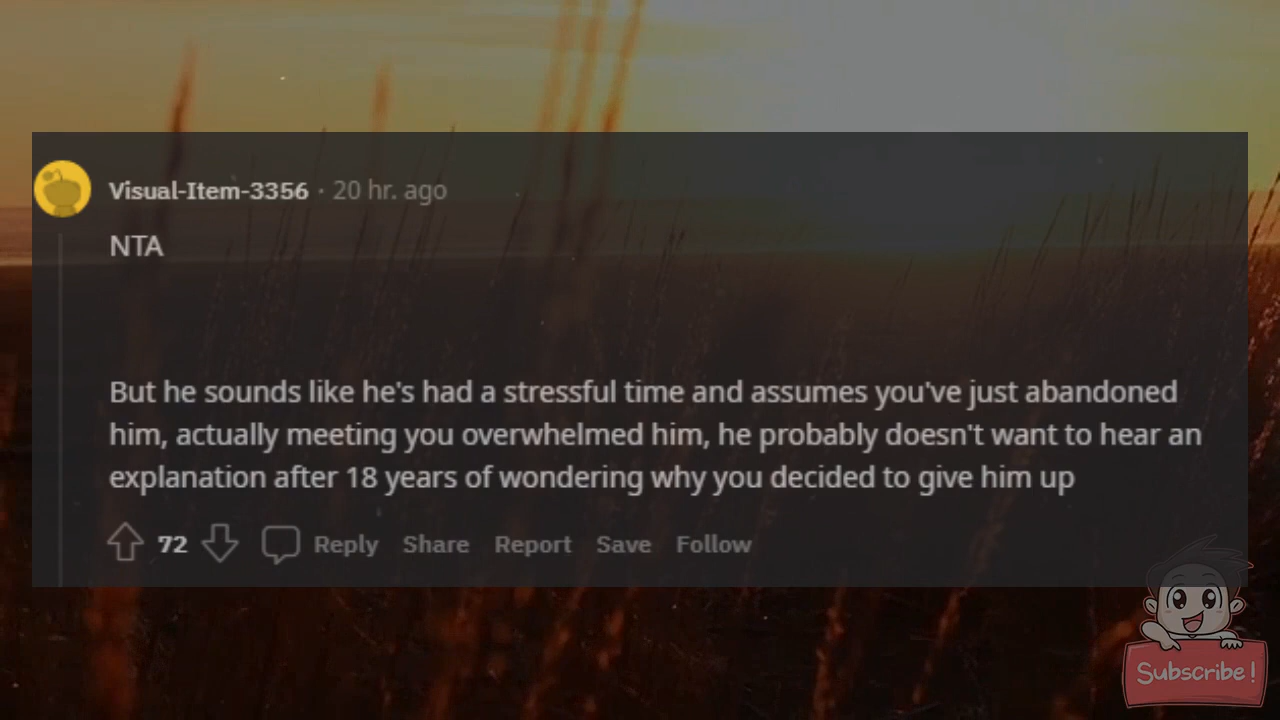 Visual-Item-3356 · 20 hr. ago
NTA
But he sounds like he's had a stressful time and assumes you've just abandoned
him, actually meeting you overwhelmed him, he probably doesn't want to hear an
explanation after 18 years of wondering why you decided to give him up
72 Reply Share Report Save Follow
Subscribe!